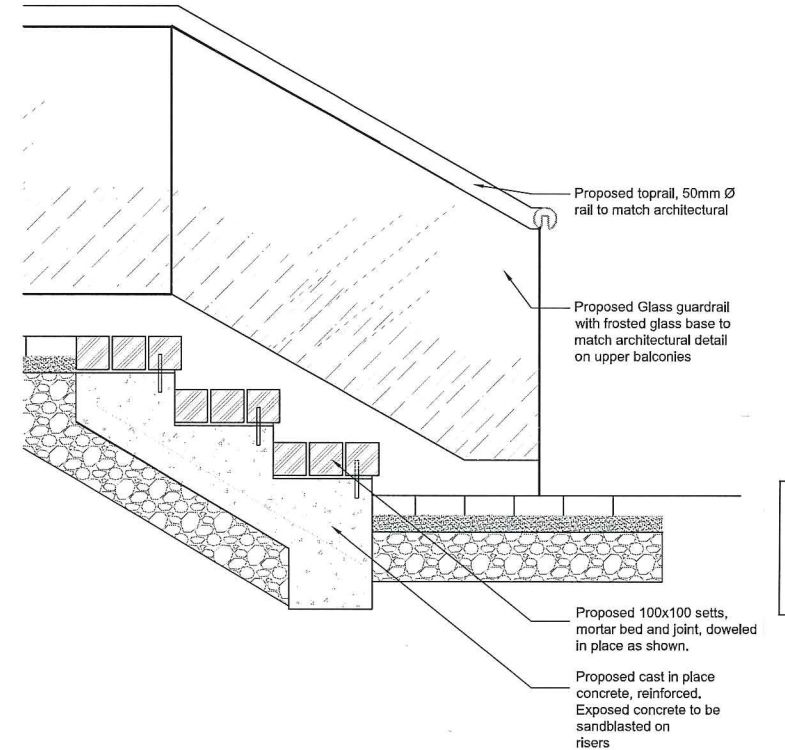 Proposed toprail, 50mm Ø
rail to match architectural
Proposed Glass guardrail
with frosted glass base to
match architectural detail
on upper balconies
Proposed 100x100 setts,
mortar bed and joint, doweled
in place as shown.
Proposed cast in place
concrete, reinforced.
Exposed concrete to be
sandblasted on
risers